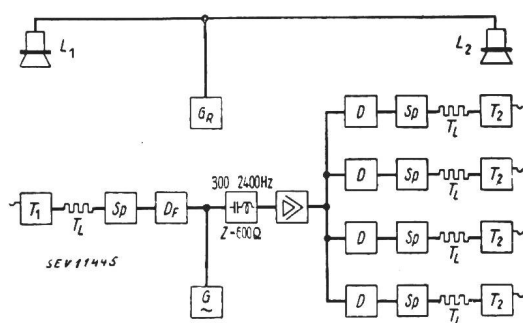 L1
L2
GR
D Sp TL T2
D Sp TL T2
300 2400Hz
T1 TL Sp DF
Z-600Ω
D Sp TL T2
SEV11445
G
~
D Sp TL T2